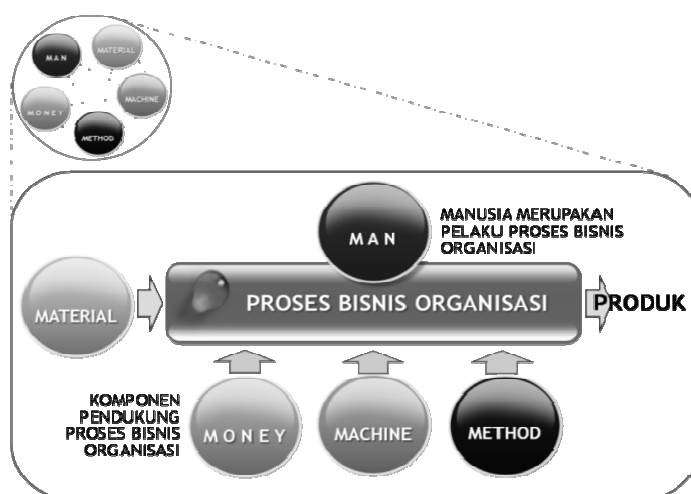 MAN
MATERIAL
MONEY
MACHINE
METHOD
MAN
MANUSIA MERUPAKAN
PELAKU PROSES BISNIS
ORGANISASI
MATERIAL
PROSES BISNIS ORGANISASI
PRODUK
KOMPONEN
PENDUKUNG
PROSES BISNIS
ORGANISASI
MONEY
MACHINE
METHOD